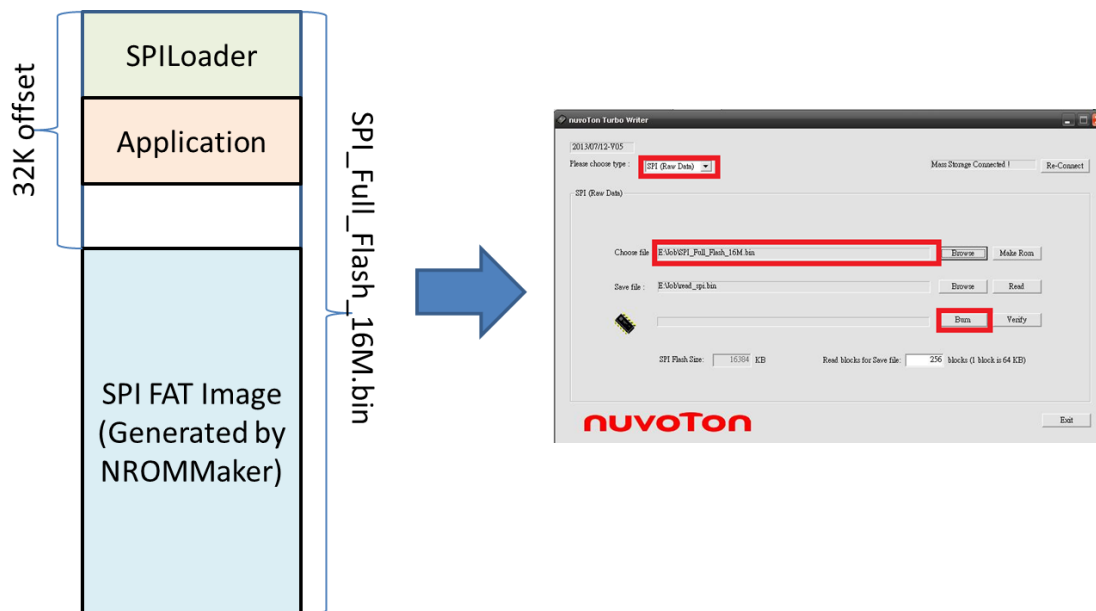 SPILoader
Application
32K offset
SPI FAT Image
(Generated by
NROMMaker)
SPI_Full_Flash_16M.bin
nuvoTon Turbo Writer
2013/07/12-V05
Please choose type :
SPI (Raw Data)
Mass Storage Connected !
Re-Connect
SPI (Raw Data)
Choose file
E:\Job\SPI_Full_Flash_16M.bin
Browse
Make Rom
Save file :
E:\Job\read_spi.bin
Browse
Read
Burn
Verify
SPI Flash Size:
16384
KB
Read blocks for Save file:
256
blocks (1 block is 64 KB)
nuvoTon
Exit